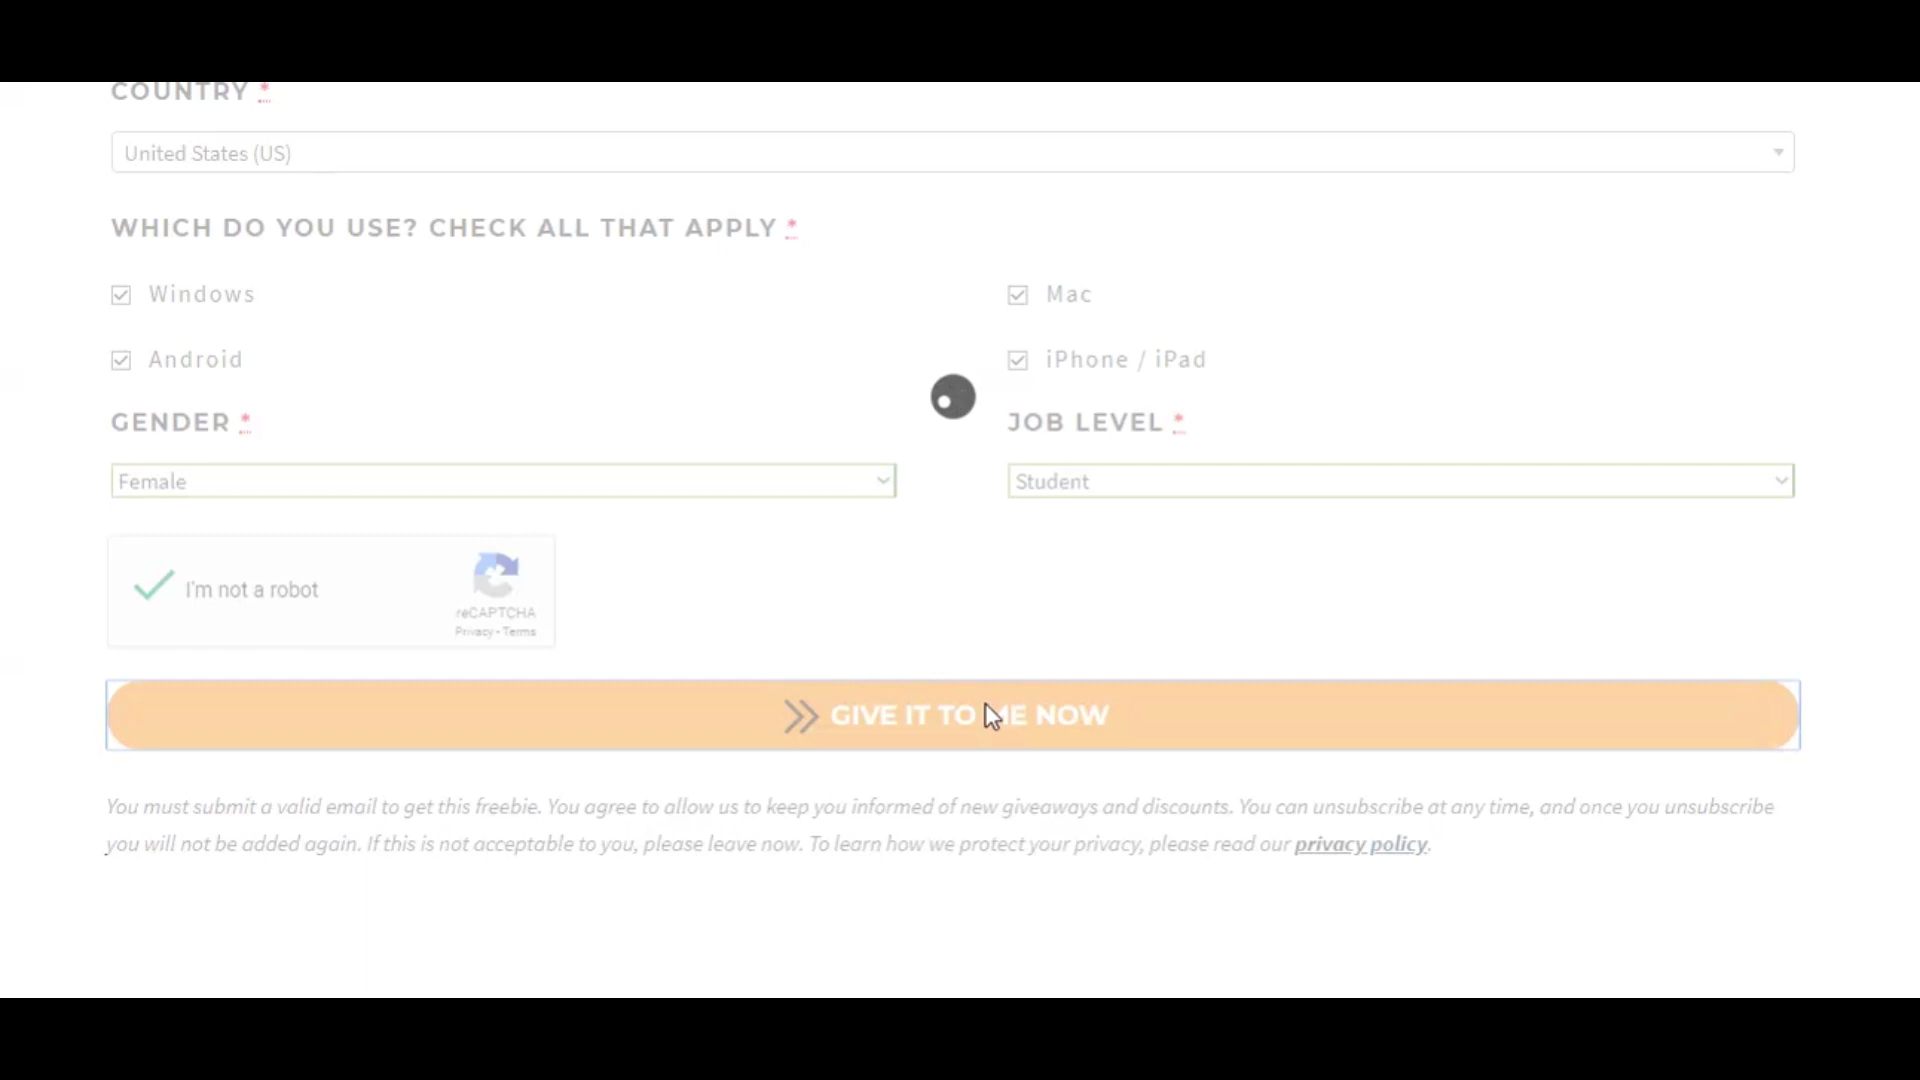 COUNTRY *
United States (US)
WHICH DO YOU USE? CHECK ALL THAT APPLY *
Windows
Mac
Android
iPhone / iPad
GENDER *
JOB LEVEL *
Female
Student
I'm not a robot
reCAPTCHA
Privacy - Terms
GIVE IT TO ME NOW
You must submit a valid email to get this freebie. You agree to allow us to keep you informed of new giveaways and discounts. You can unsubscribe at any time, and once you unsubscribe
you will not be added again. If this is not acceptable to you, please leave now. To learn how we protect your privacy, please read our privacy policy.